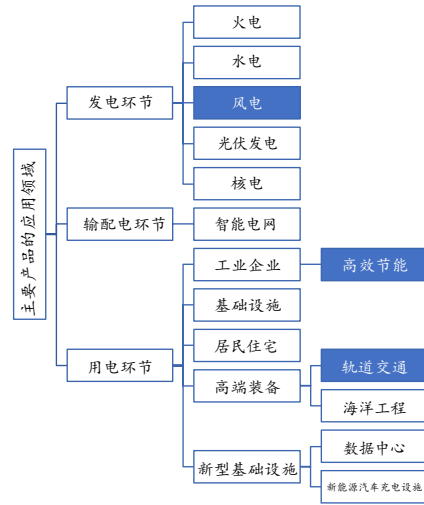 主要产品的应用领域
发电环节
火电
水电
风电
光伏发电
核电
输配电环节
智能电网
用电环节
工业企业
高效节能
基础设施
居民住宅
高端装备
轨道交通
海洋工程
新型基础设施
数据中心
新能源汽车充电设施